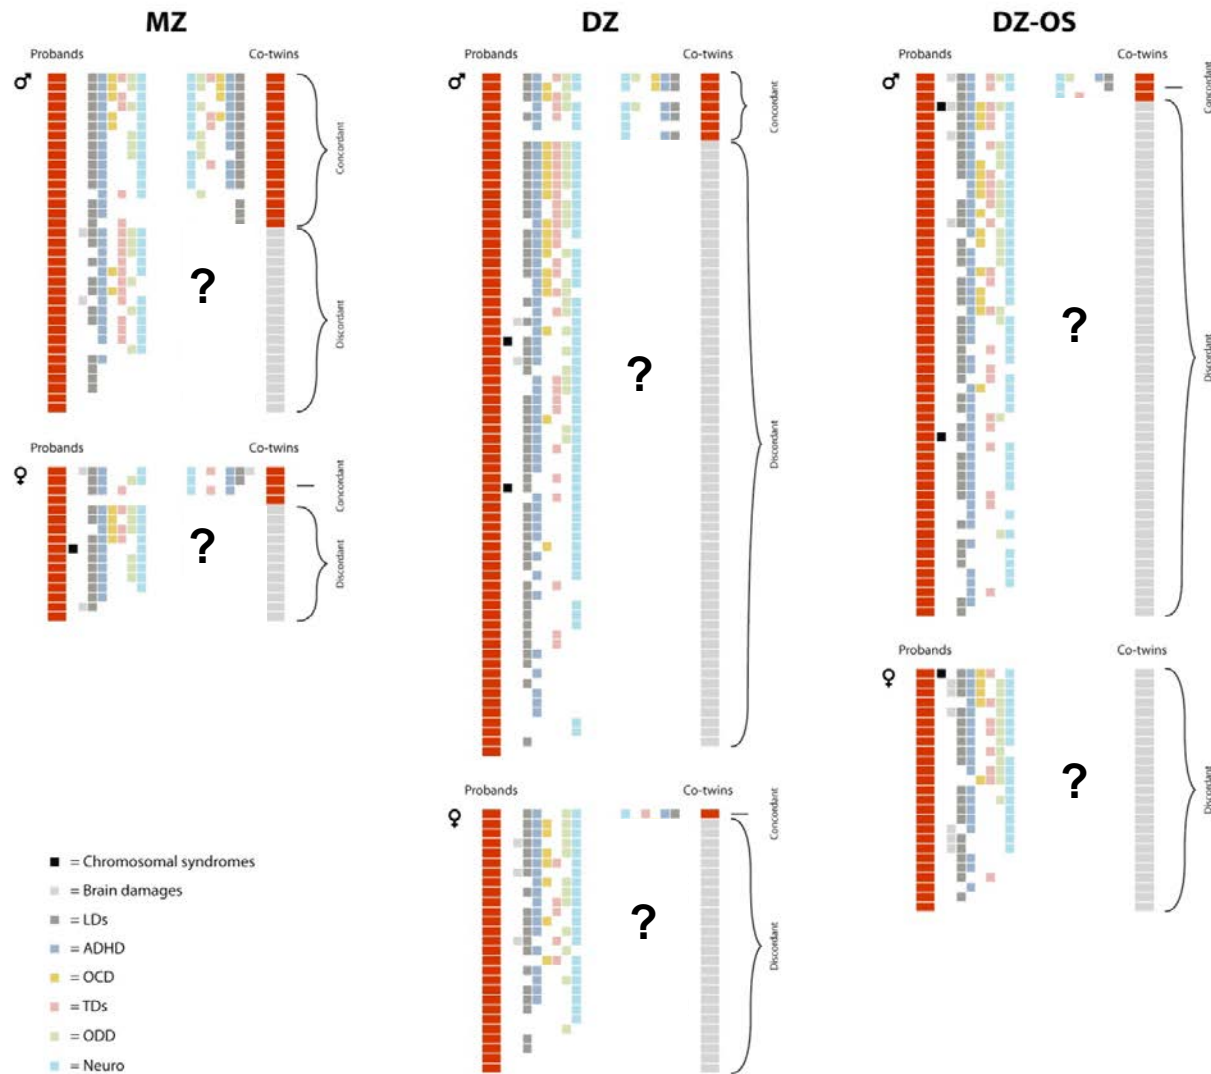 MZ
Probands Co-twins
♂
Concordant
?
Discordant
Probands Co-twins
♀
Concordant
?
Discordant
DZ
Probands Co-twins
♂
Concordant
?
Discordant
Probands Co-twins
♀
Concordant
?
Discordant
DZ-OS
Probands Co-twins
♂
Concordant
?
Discordant
Probands Co-twins
♀
?
Discordant
= Chromosomal syndromes
= Brain damages
= LDs
= ADHD
= OCD
= TDs
= ODD
= Neuro